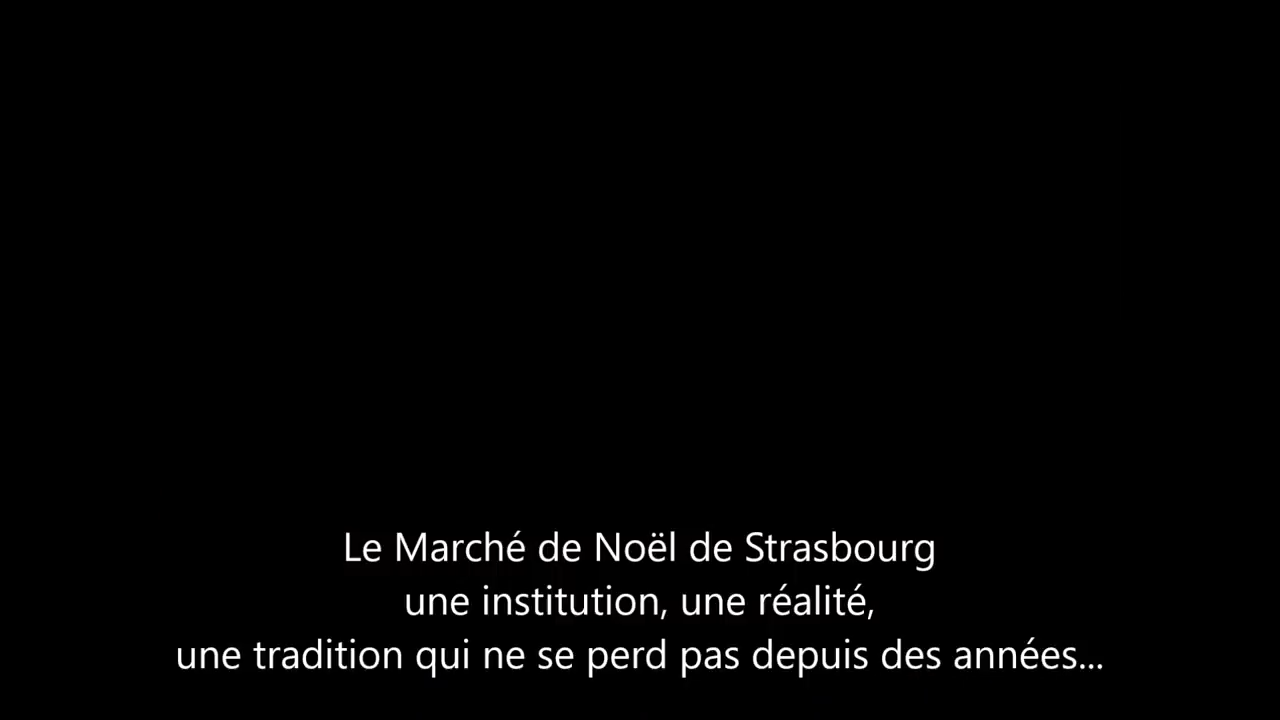 Le Marché de Noël de Strasbourg
une institution, une réalité,
une tradition qui ne se perd pas depuis des années...